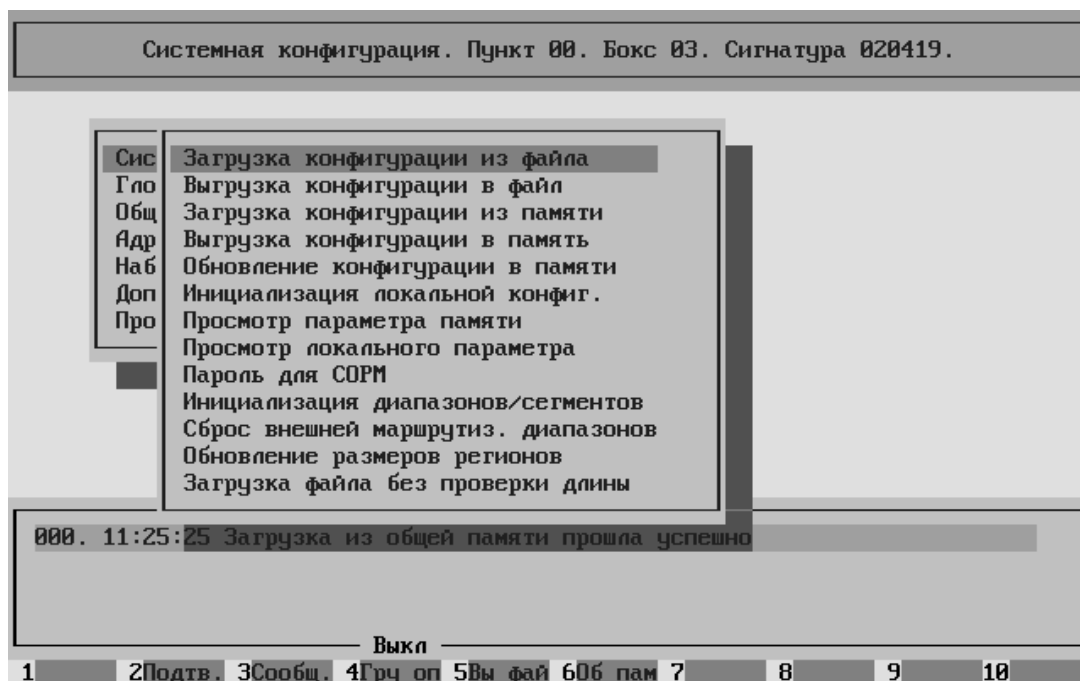 Системная конфигурация. Пункт 00. Бокс 03. Сигнатура 020419.
Сис Загрузка конфигурации из файла
Гло Выгрузка конфигурации в файл
Общ Загрузка конфигурации из памяти
Адр Выгрузка конфигурации в память
Наб Обновление конфигурации в памяти
Доп Инициализация локальной конфиг.
Про Просмотр параметра памяти
Просмотр локального параметра
Пароль для СОРМ
Инициализация диапазонов/сегментов
Сброс внешней маршрутиз. диапазонов
Обновление размеров регионов
Загрузка файла без проверки длины
000. 11:25:25 Загрузка из общей памяти прошла успешно
Выкл
1 2Подтв. 3Сообщ. 4Гру оп 5Вы фай 6Об пам 7 8 9 10